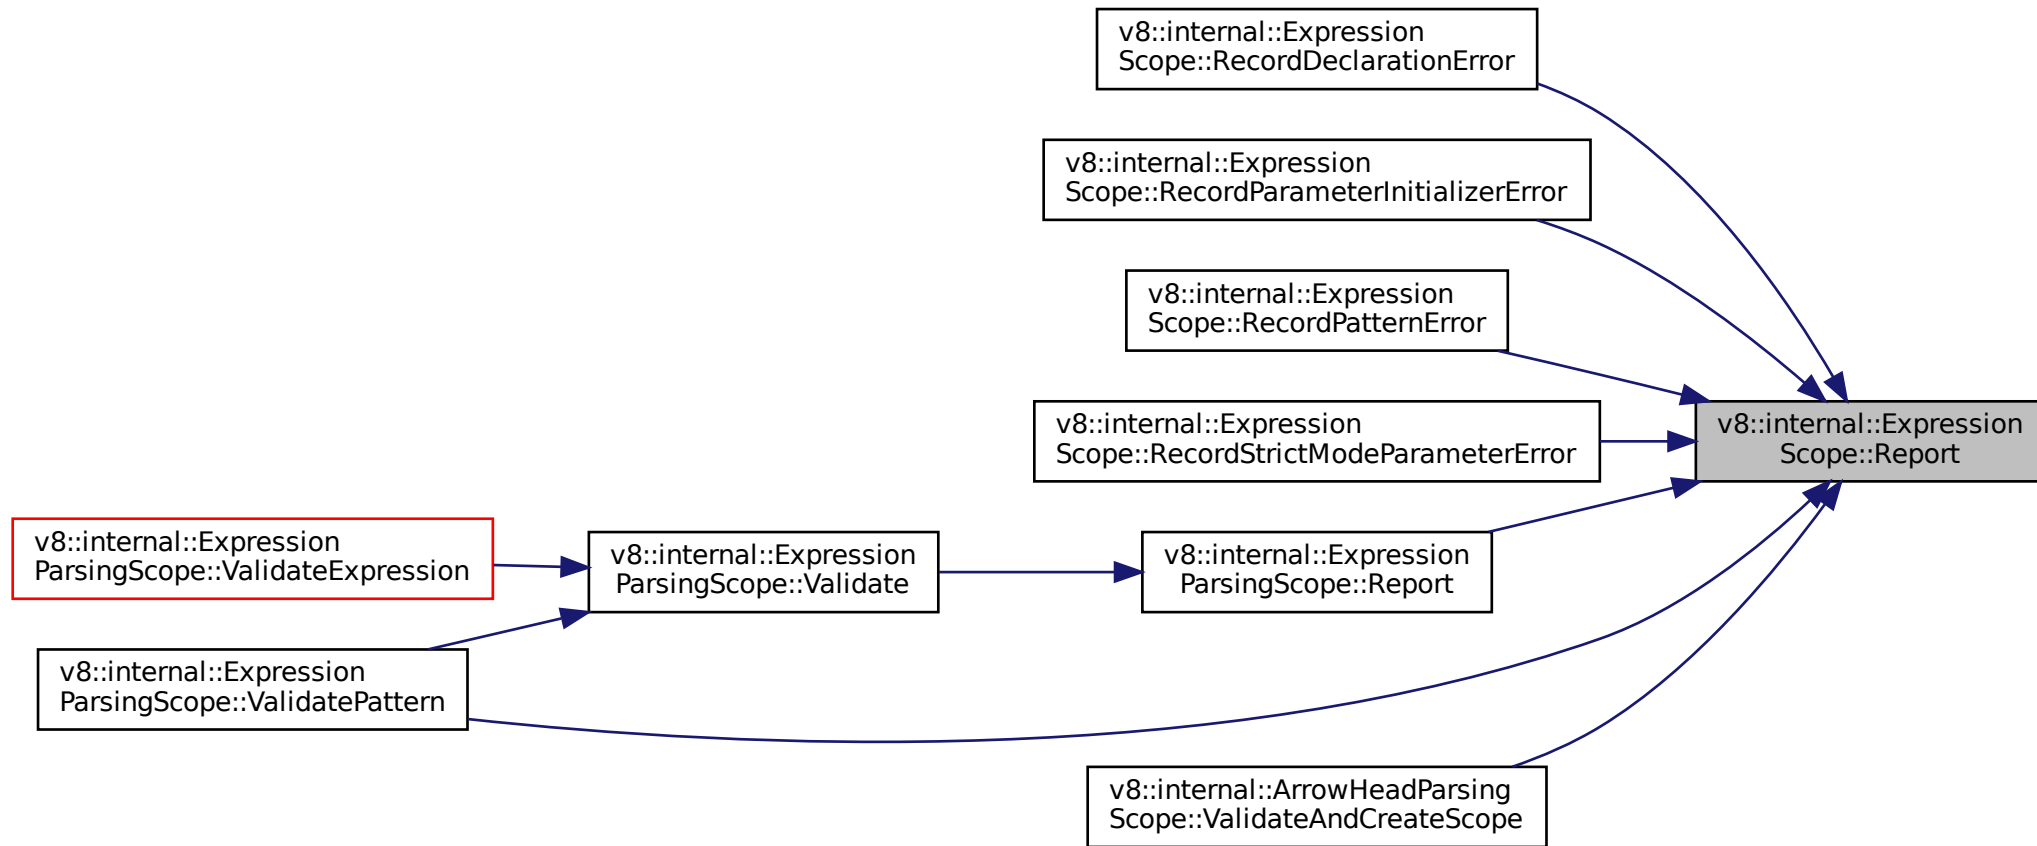 v8::internal::Expression
Scope::RecordDeclarationError
v8::internal::Expression
Scope::RecordParameterInitializerError
v8::internal::Expression
Scope::RecordPatternError
v8::internal::Expression
Scope::RecordStrictModeParameterError
v8::internal::Expression
Scope::Report
v8::internal::Expression
ParsingScope::ValidateExpression
v8::internal::Expression
ParsingScope::Validate
v8::internal::Expression
ParsingScope::Report
v8::internal::Expression
ParsingScope::ValidatePattern
v8::internal::ArrowHeadParsing
Scope::ValidateAndCreateScope